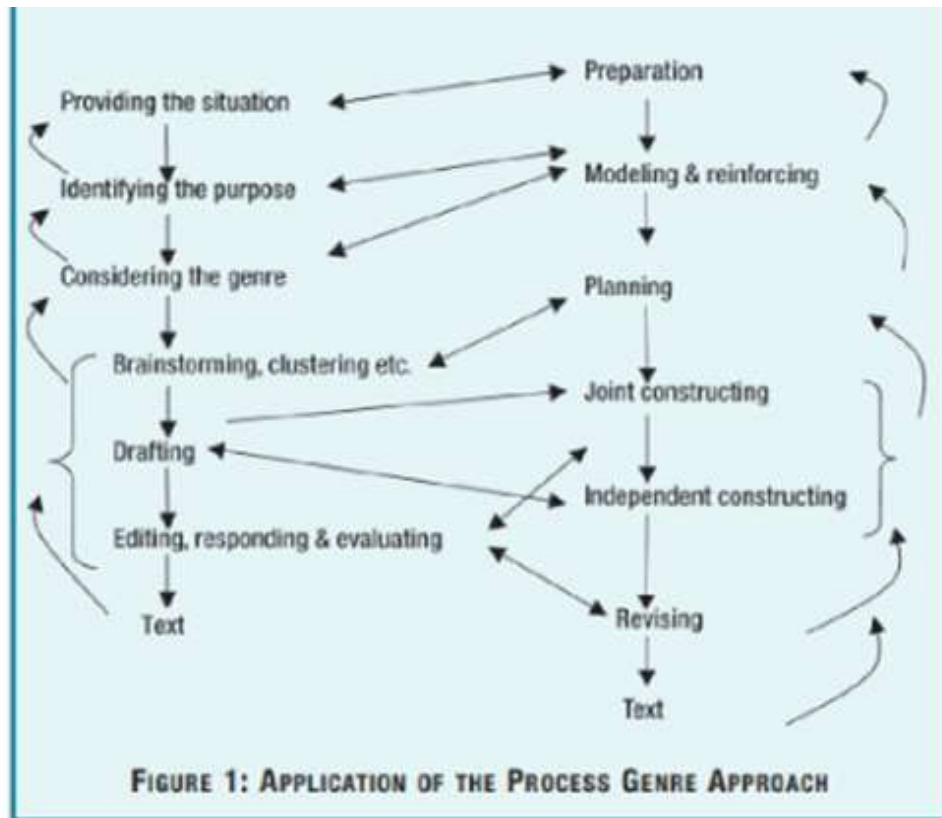 Providing the situation
Identifying the purpose
Considering the genre
Brainstorming, clustering etc.
Drafting
Editing, responding & evaluating
Text
Preparation
Modeling & reinforcing
Planning
Joint constructing
Independent constructing
Revising
Text
FIGURE 1: APPLICATION OF THE PROCESS GENRE APPROACH